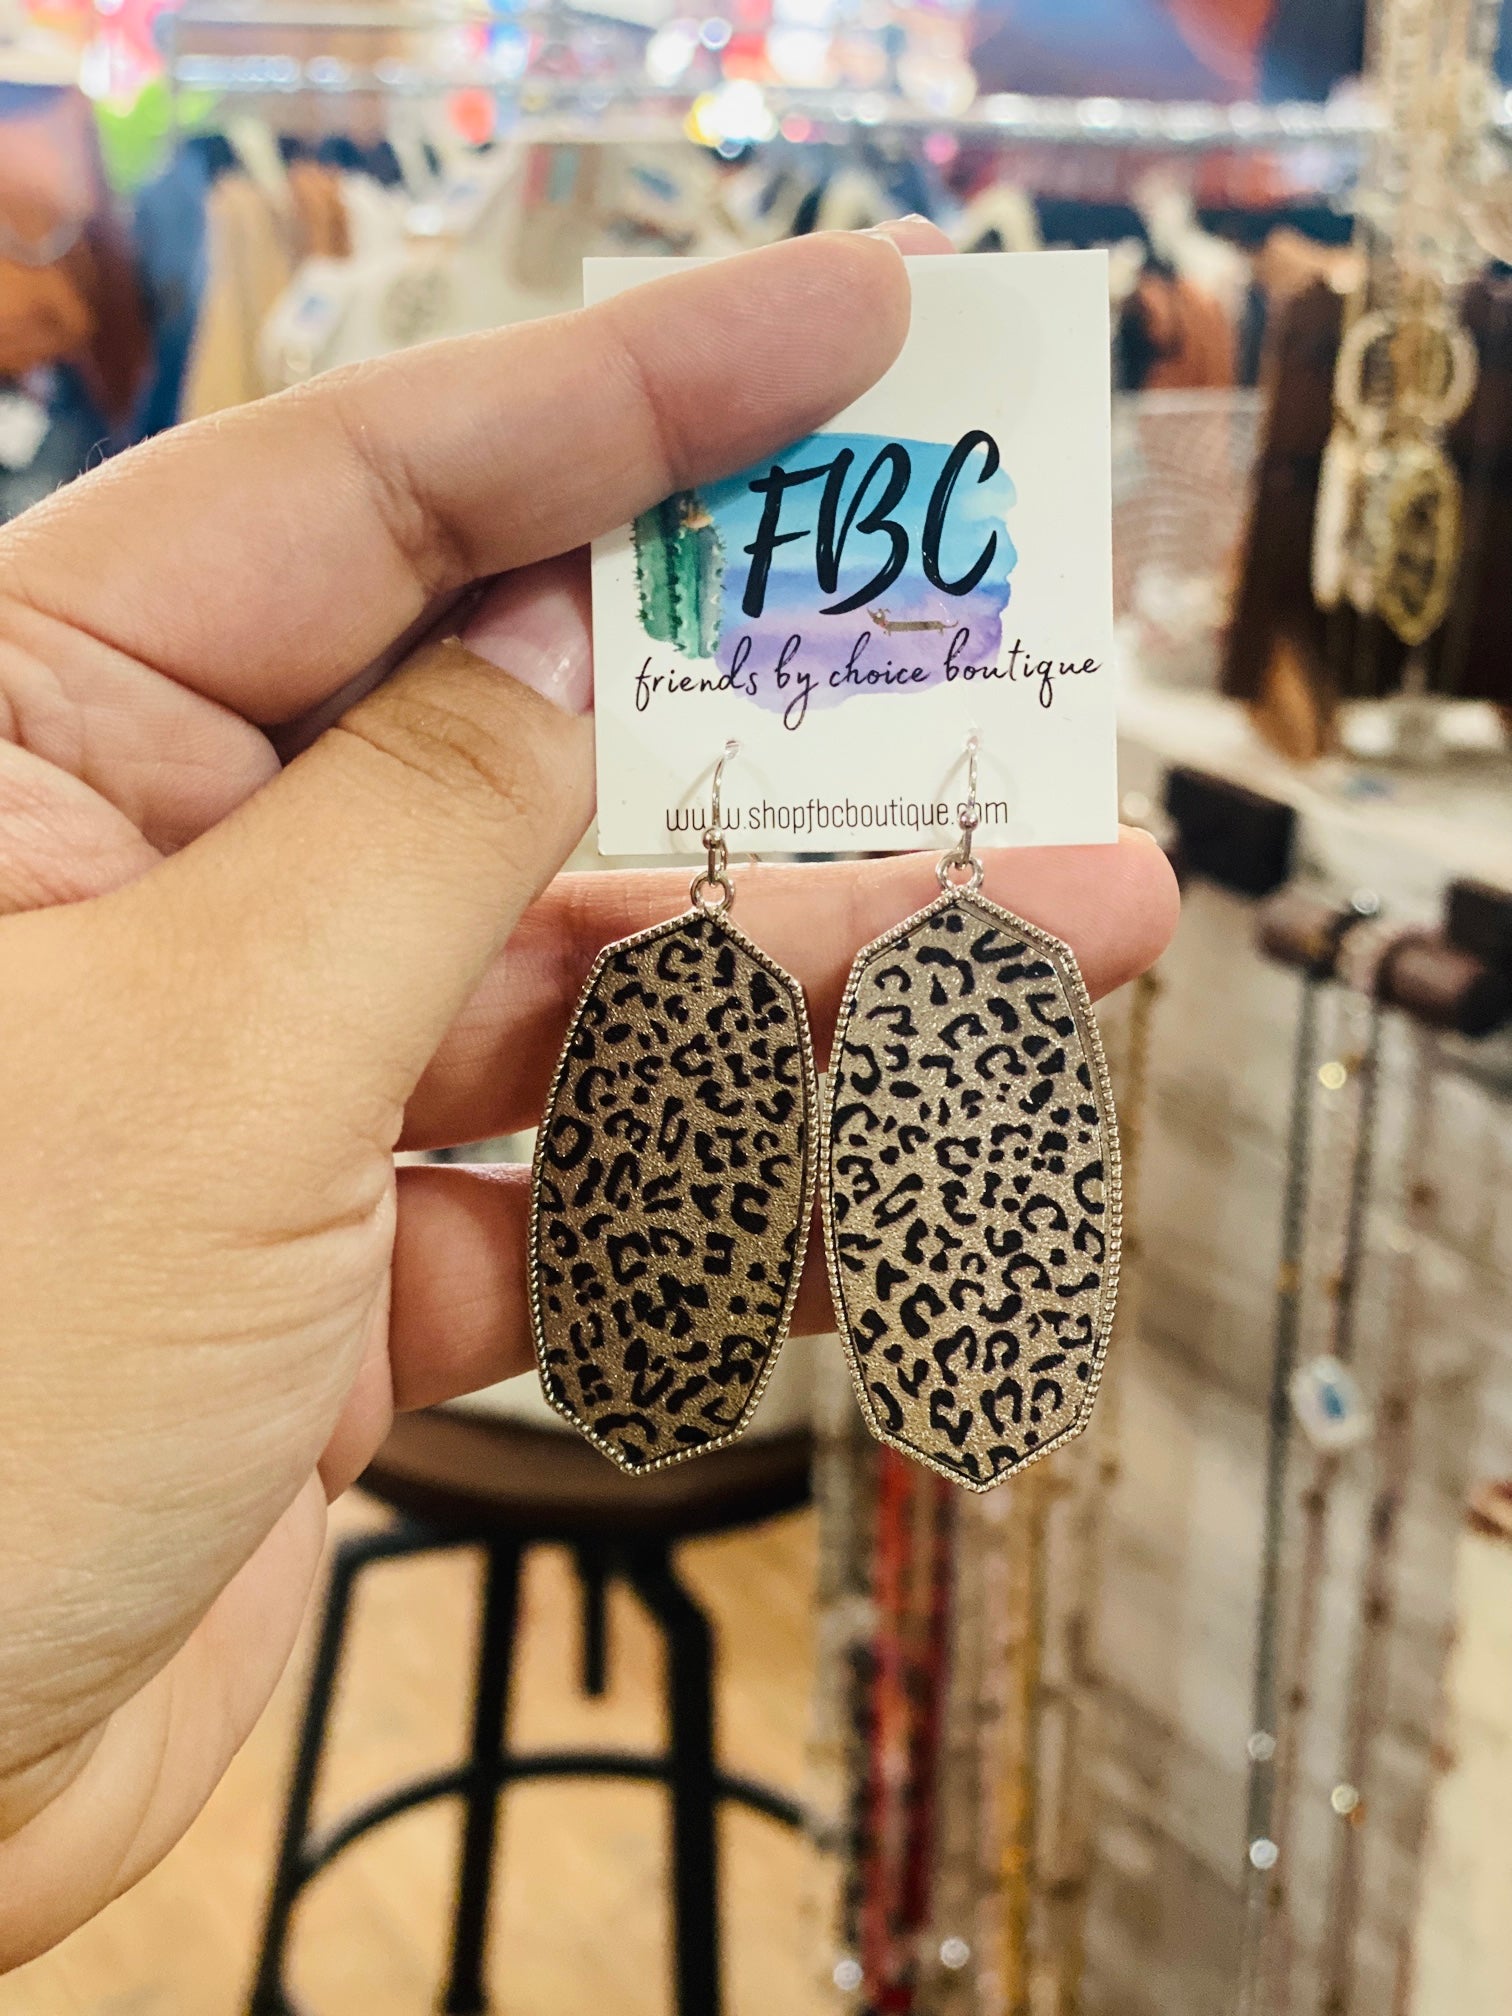 FBC
friends by choice boutique
www.shopfbcboutique.com